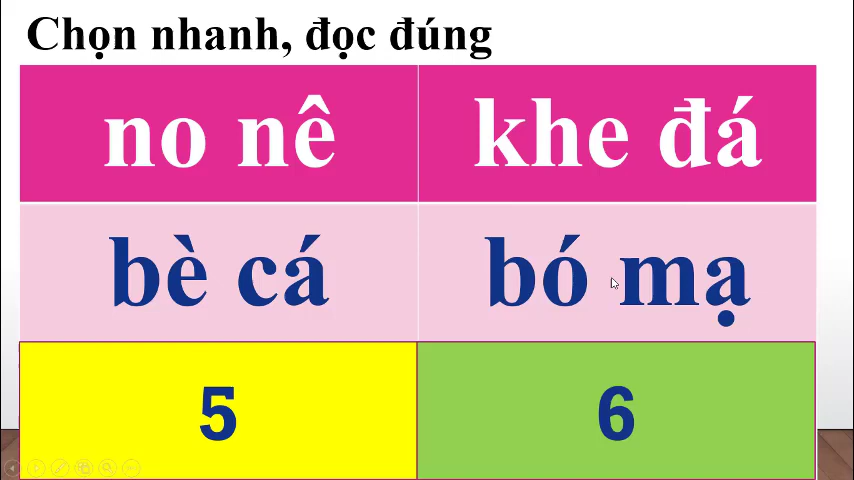 Chọn nhanh, đọc đúng
no nê khe đá
bè cá bó mạ
5 6